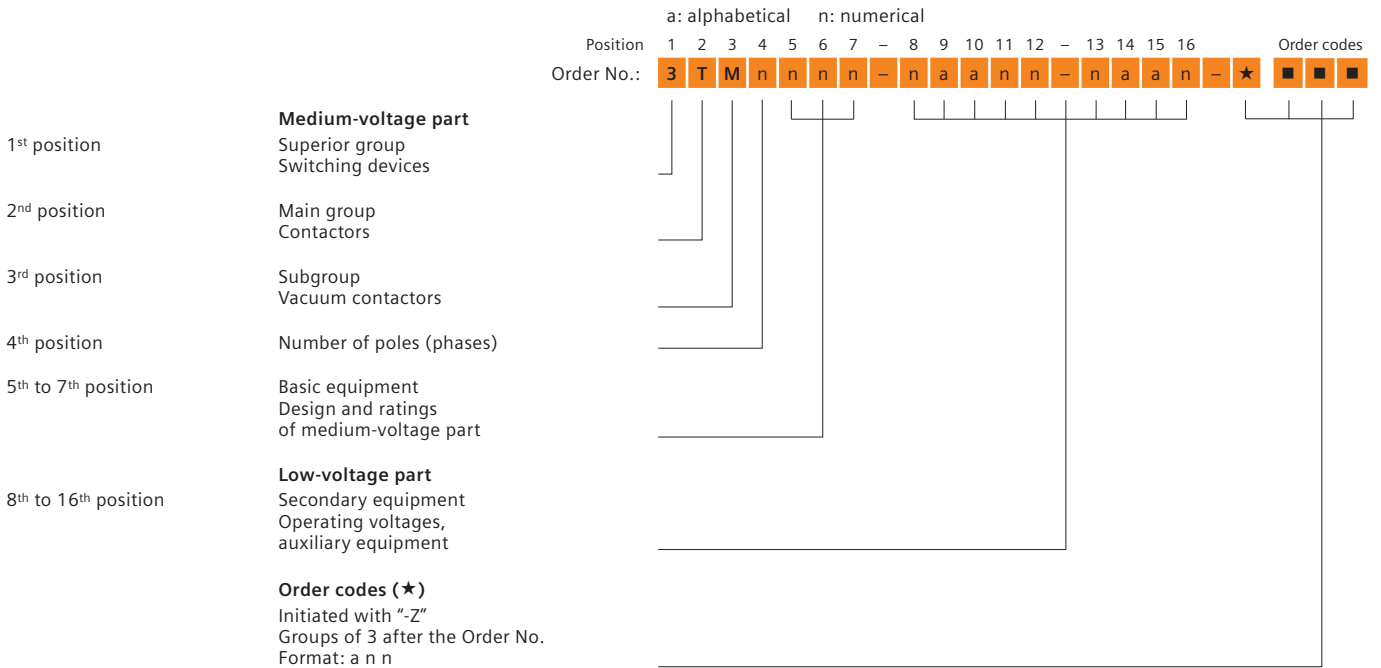 a: alphabetical n: numerical
Position 1 2 3 4 5 6 7 – 8 9 10 11 12 – 13 14 15 16 Order codes
Order No.: 3 T M n n n n – n a a n n – n a a n – ★ ■ ■ ■
Medium-voltage part
1st position Superior group
Switching devices
2nd position Main group
Contactors
3rd position Subgroup
Vacuum contactors
4th position Number of poles (phases)
5th to 7th position Basic equipment
Design and ratings
of medium-voltage part
Low-voltage part
8th to 16th position Secondary equipment
Operating voltages,
auxiliary equipment
Order codes (★)
Initiated with “-Z”
Groups of 3 after the Order No.
Format: a n n